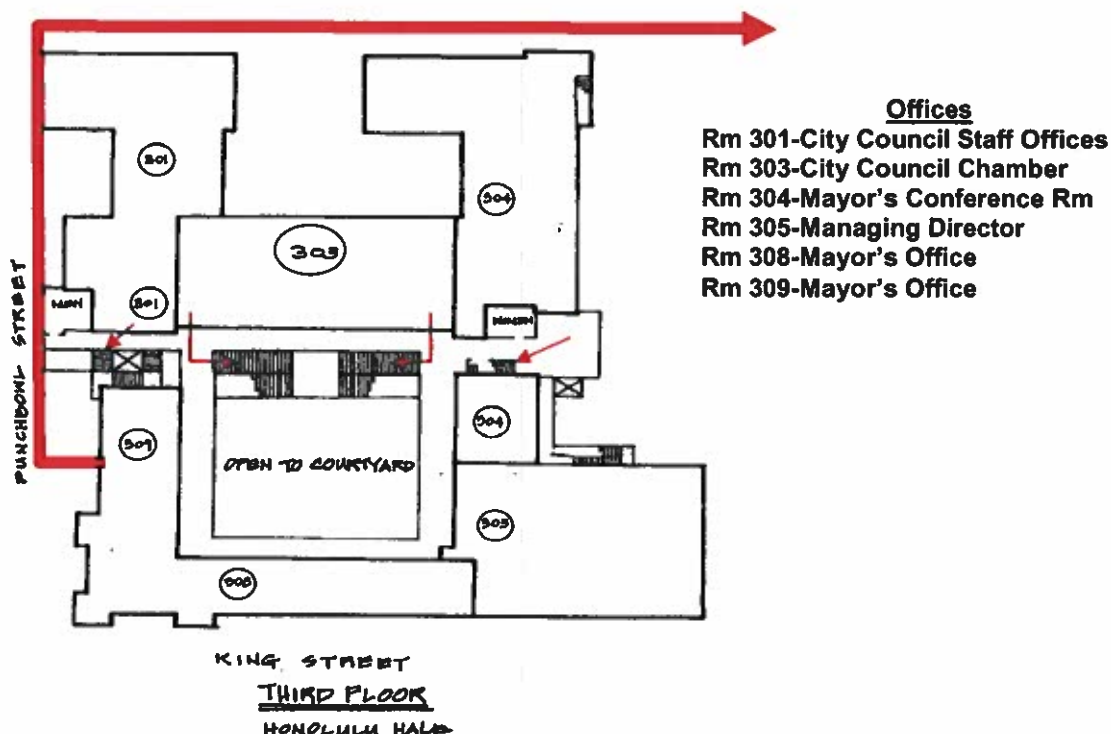 Offices
Rm 301-City Council Staff Offices
Rm 303-City Council Chamber
Rm 304-Mayor's Conference Rm
Rm 305-Managing Director
Rm 308-Mayor's Office
Rm 309-Mayor's Office
301
304
303
PUNCHBOWL STREET
301
MEN
WOMEN
309
304
OPEN TO COURTYARD
305
308
KING STREET
THIRD FLOOR
HONOLULU HALE